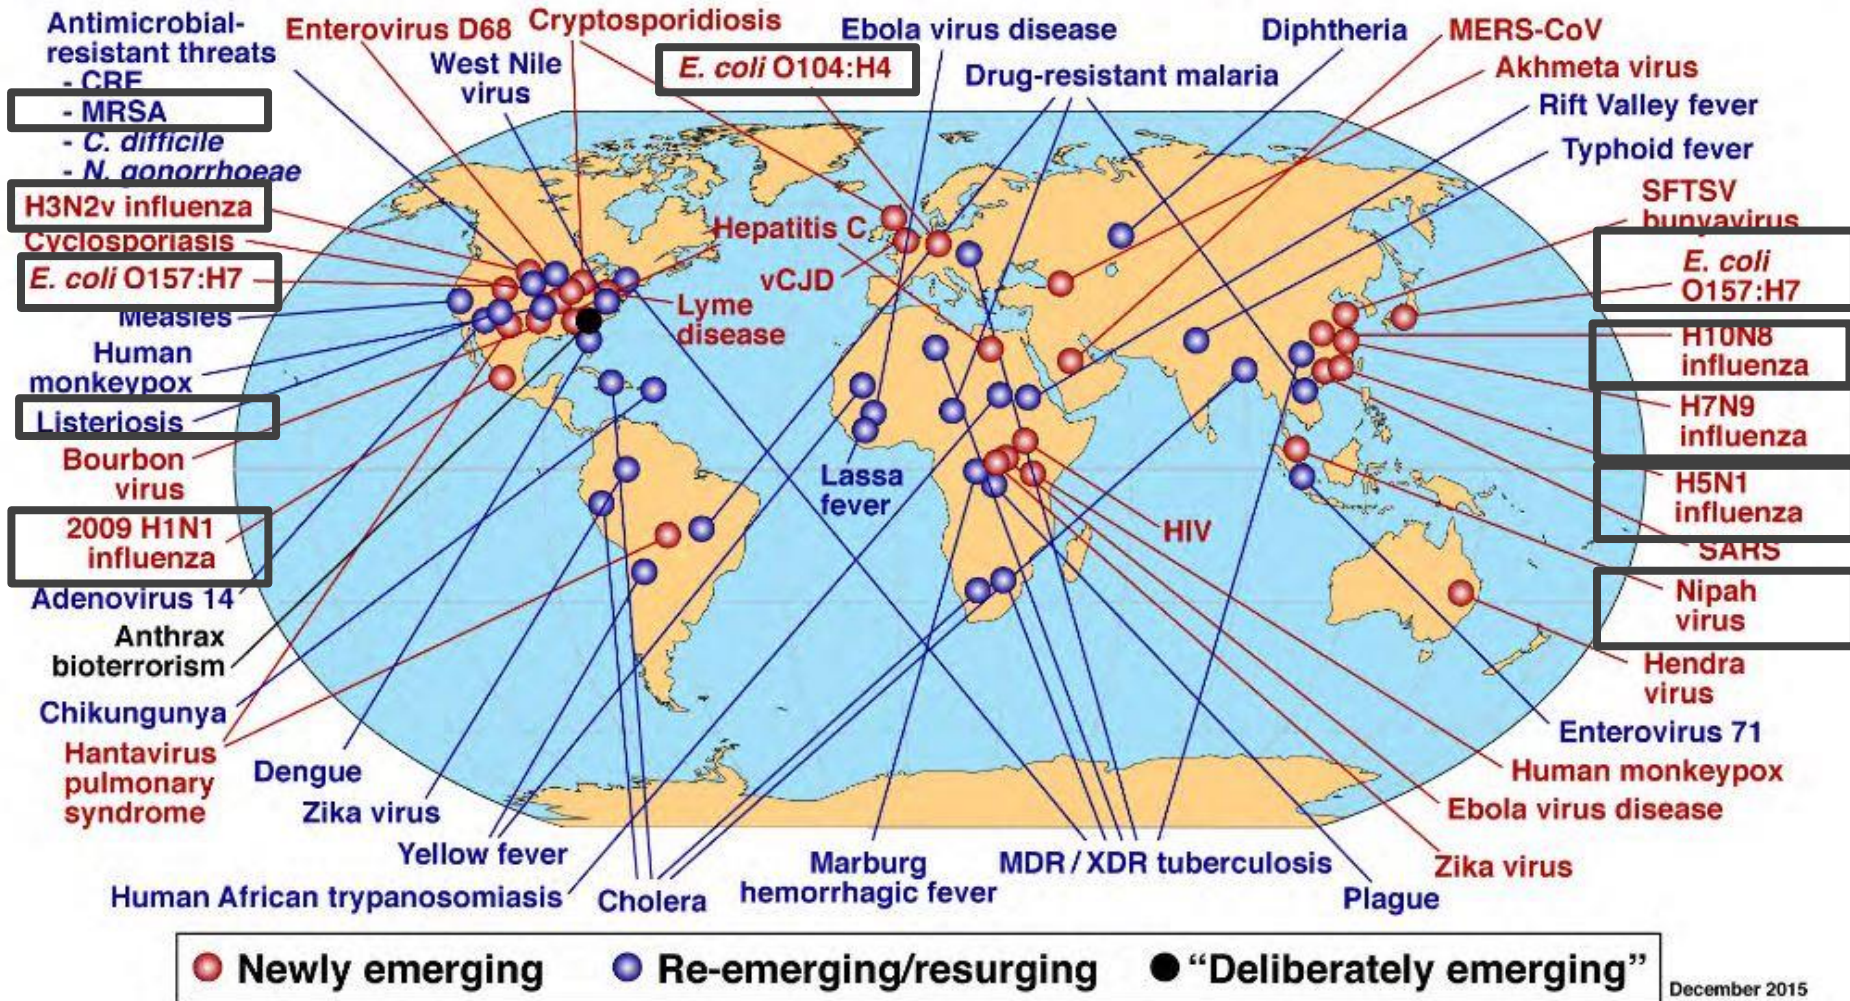 Antimicrobial-
resistant threats
- CRE
- MRSA
- C. difficile
- N. gonorrhoeae
H3N2v influenza
Cyclosporiasis
E. coli O157:H7
Measles
Human
monkeypox
Listeriosis
Bourbon
virus
2009 H1N1
influenza
Adenovirus 14
Anthrax
bioterrorism
Chikungunya
Hantavirus
pulmonary
syndrome
Dengue
Zika virus
Yellow fever
Human African trypanosomiasis
Cholera
Enterovirus D68
West Nile
virus
Cryptosporidiosis
E. coli O104:H4
Ebola virus disease
Drug-resistant malaria
Diphtheria
MERS-CoV
Akhmeta virus
Rift Valley fever
Typhoid fever
SFTSV
bunyavirus
E. coli
O157:H7
H10N8
influenza
H7N9
influenza
H5N1
influenza
SARS
Nipah
virus
Hendra
virus
Enterovirus 71
Human monkeypox
Ebola virus disease
Zika virus
Plague
MDR / XDR tuberculosis
Marburg
hemorrhagic fever
Hepatitis C
vCJD
Lyme
disease
Lassa
fever
HIV
Newly emerging
Re-emerging/resurging
“Deliberately emerging”
December 2015